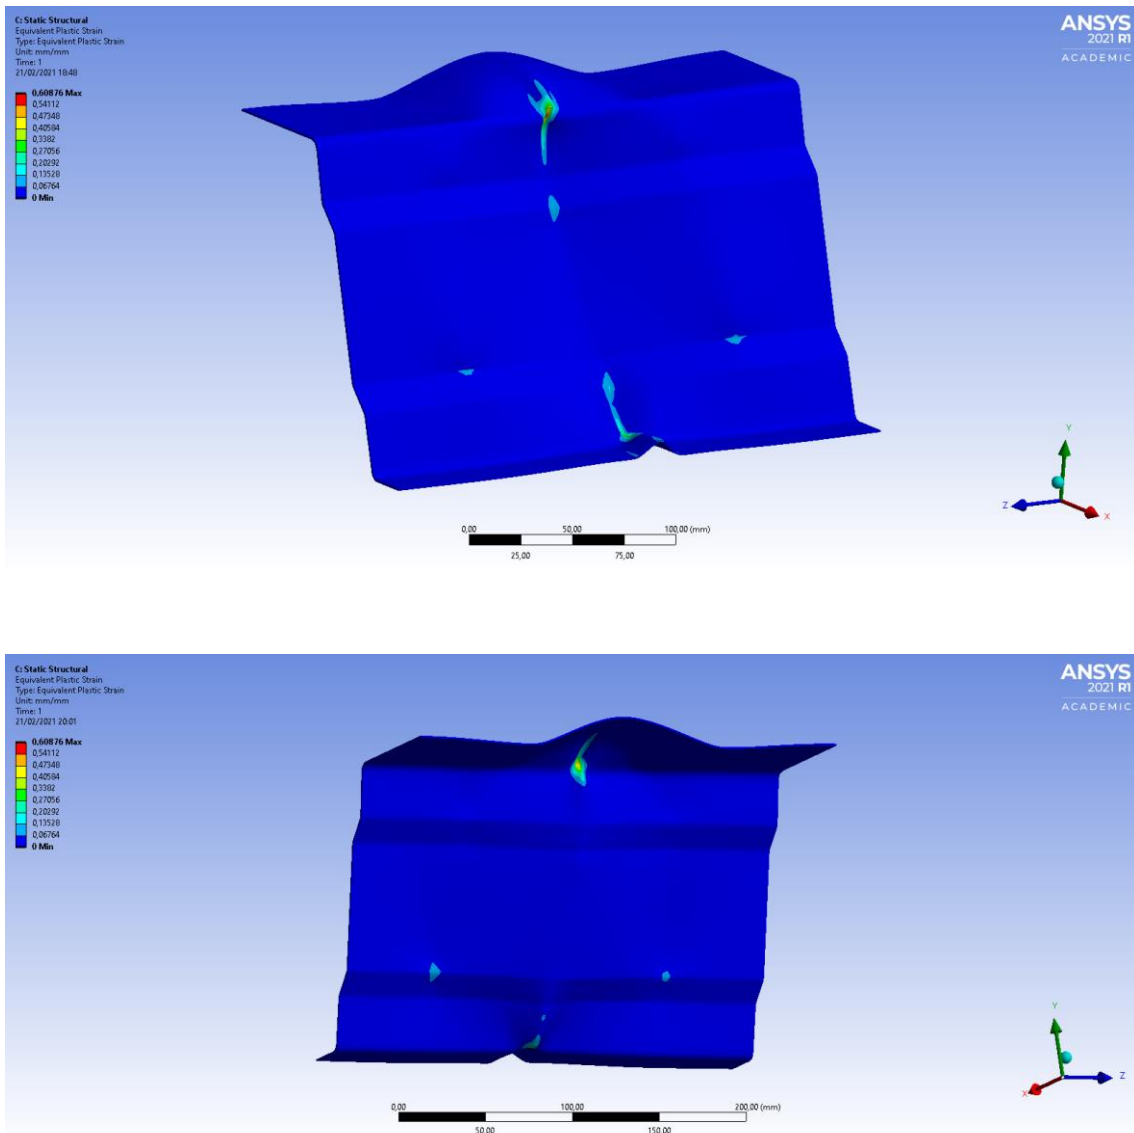 C: Static Structural
Equivalent Plastic Strain
Type: Equivalent Plastic Strain
Unit: mm/mm
Time: 1
21/02/2021 18:48
0,60876 Max
0,54112
0,47348
0,40584
0,3382
0,27056
0,20292
0,13528
0,06764
0 Min
ANSYS
2021 R1
ACADEMIC
Y
Z
X
0,00 50,00 100,00 (mm)
25,00 75,00
C: Static Structural
Equivalent Plastic Strain
Type: Equivalent Plastic Strain
Unit: mm/mm
Time: 1
21/02/2021 20:01
0,60876 Max
0,54112
0,47348
0,40584
0,3382
0,27056
0,20292
0,13528
0,06764
0 Min
ANSYS
2021 R1
ACADEMIC
Y
Z
X
0,00 100,00 200,00 (mm)
50,00 150,00